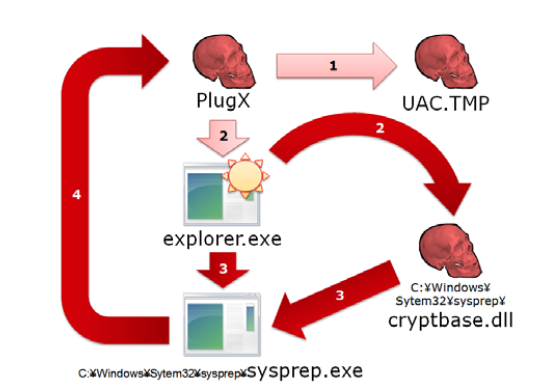 1
PlugX
UAC.TMP
2
2
explorer.exe
4
3
3
C:¥Windows¥
Sytem32¥sysprep¥
cryptbase.dll
C:¥Windows¥Sytem32¥sysprep¥sysprep.exe